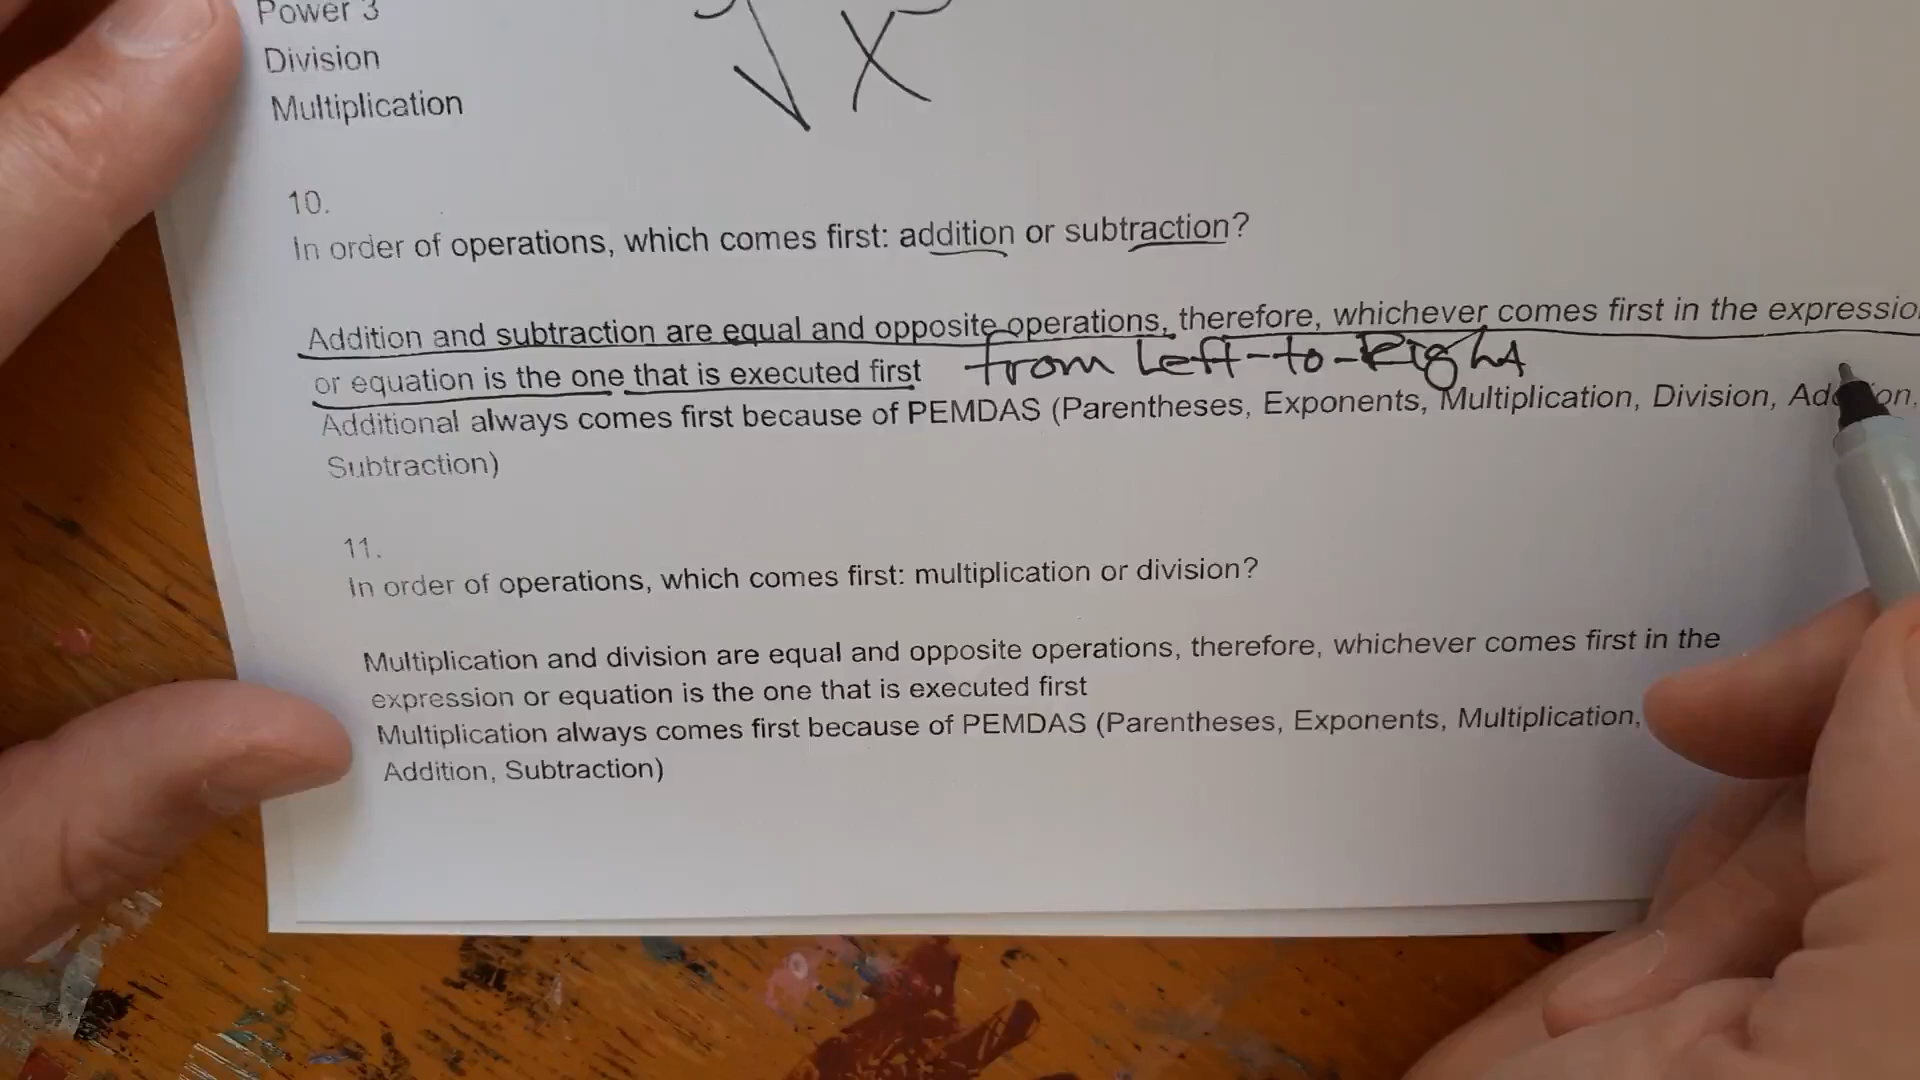 Power 3
Division
Multiplication
√ x
10.
In order of operations, which comes first: addition or subtraction?
Addition and subtraction are equal and opposite operations, therefore, whichever comes first in the expressio
or equation is the one that is executed first from Left-to-Right
Additional always comes first because of PEMDAS (Parentheses, Exponents, Multiplication, Division,
Subtraction)
11.
In order of operations, which comes first: multiplication or division?
Multiplication and division are equal and opposite operations, therefore, whichever comes first in the
expression or equation is the one that is executed first
Multiplication always comes first because of PEMDAS (Parentheses, Exponents, Multiplication,
Addition, Subtraction)